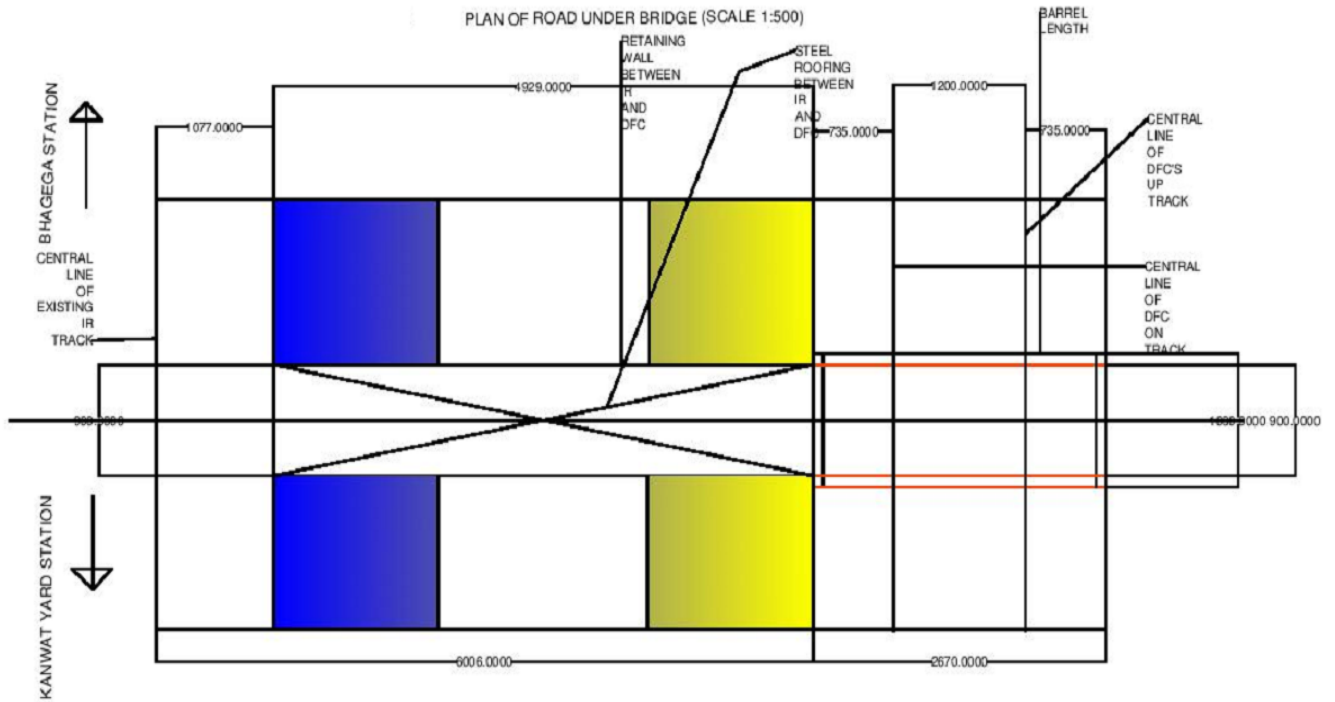 PLAN OF ROAD UNDER BRIDGE (SCALE 1:500)
BARREL
LENGTH
RETAINING
WALL
BETWEEN
IR
AND
DFC
STEEL
ROOFING
BETWEEN
IR
AND
DFC
4929.0000
1200.0000
1077.0000
735.0000
735.0000
CENTRAL
LINE
OF
DFC'S
UP
TRACK
BHAGEGA STATION
CENTRAL
LINE
OF
EXISTING
IR
TRACK
CENTRAL
LINE
OF
DFC
ON
TRACK
900.0000
KANWAT YARD STATION
6006.0000
2670.0000